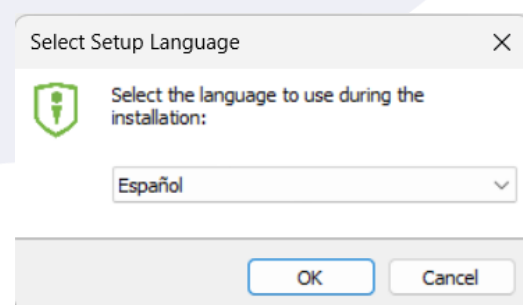 Select Setup Language
Select the language to use during the
installation:
Español
OK
Cancel